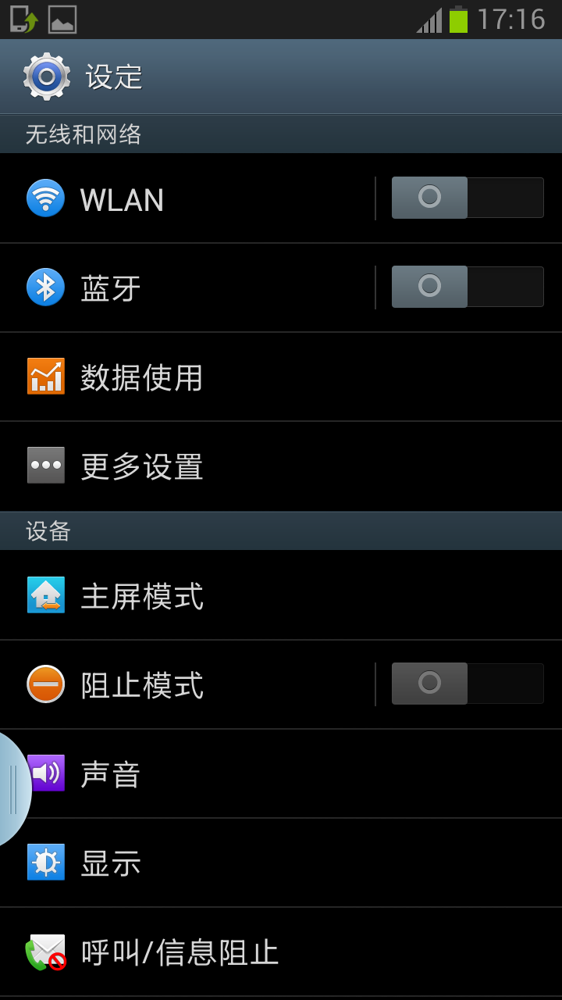 17:16
设定
无线和网络
WLAN
蓝牙
数据使用
更多设置
设备
主屏模式
阻止模式
声音
显示
呼叫/信息阻止